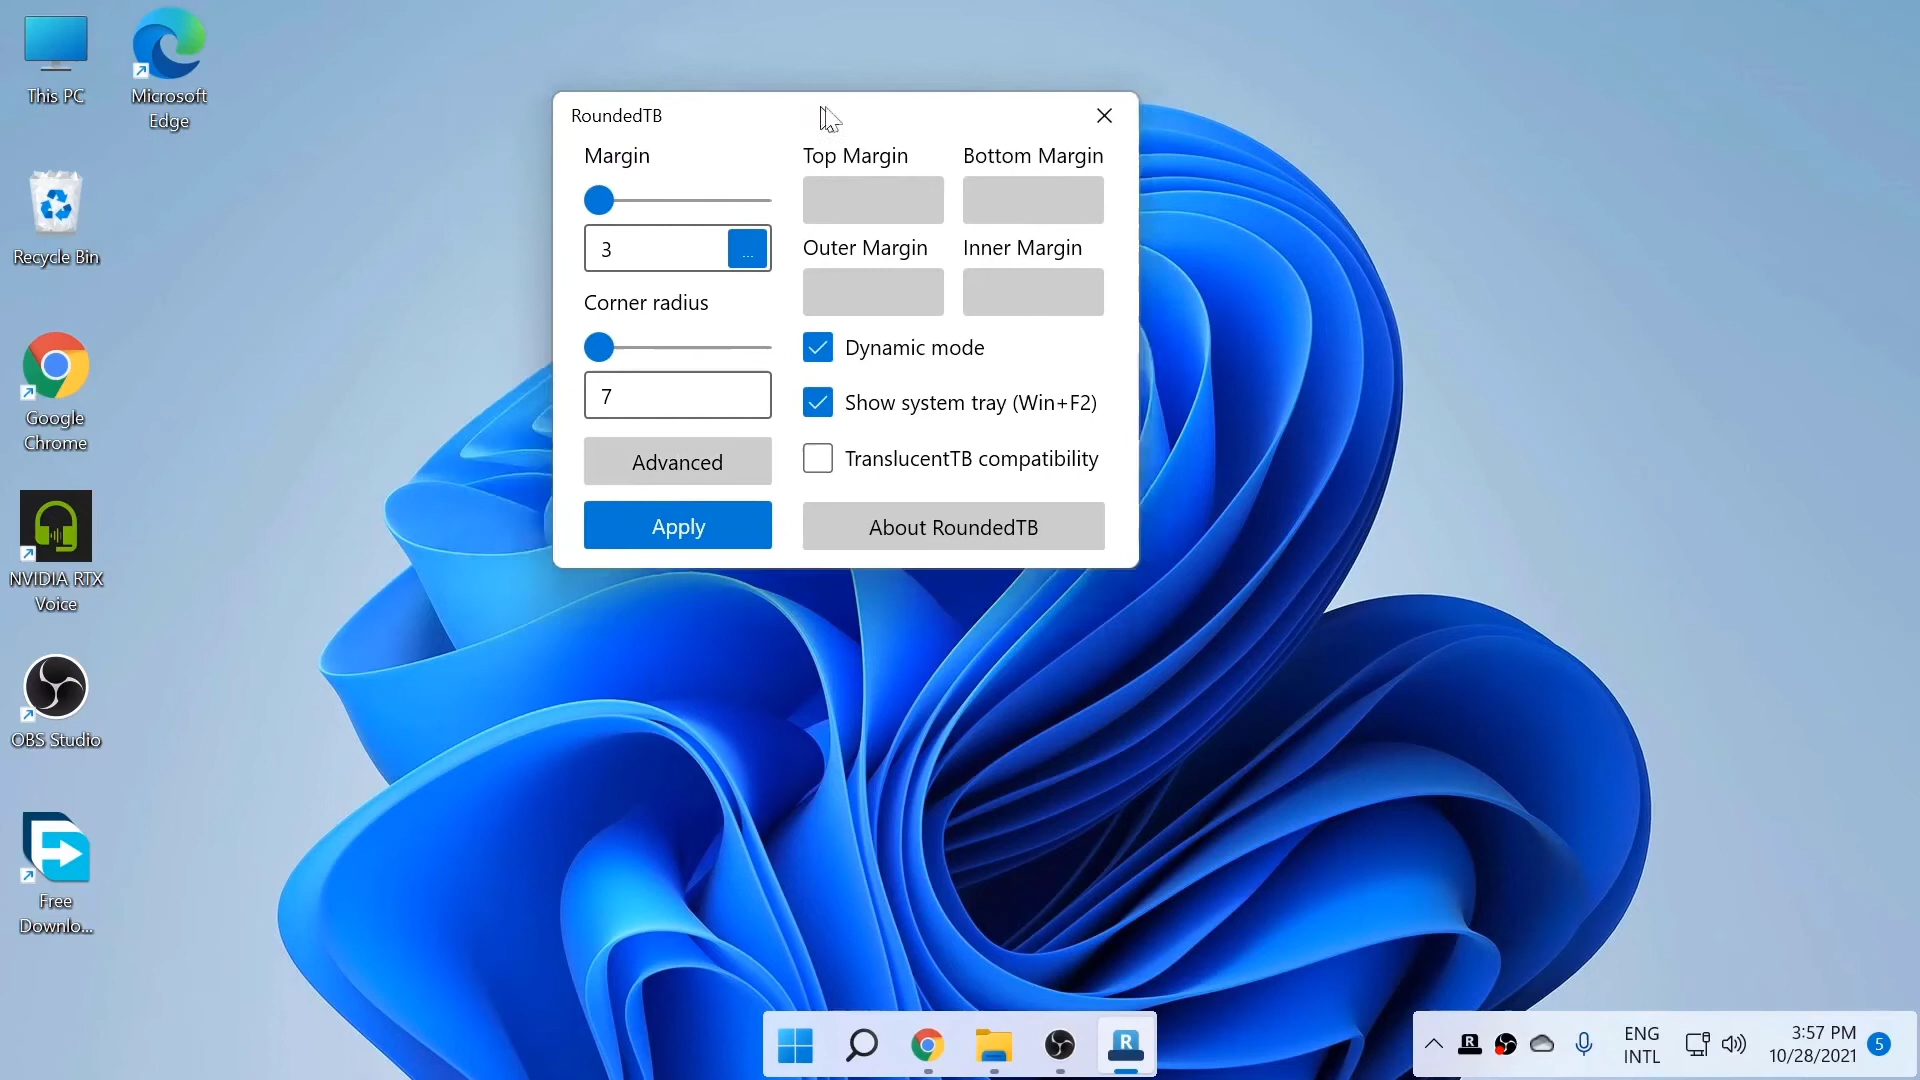 This PC
Microsoft
Edge
Recycle Bin
Google
Chrome
NVIDIA RTX
Voice
OBS Studio
Free
Downlo...
RoundedTB
Margin
3
...
Corner radius
7
Advanced
Apply
Top Margin
Bottom Margin
Outer Margin
Inner Margin
Dynamic mode
Show system tray (Win+F2)
TranslucentTB compatibility
About RoundedTB
R
R
ENG
INTL
3:57 PM
10/28/2021
5